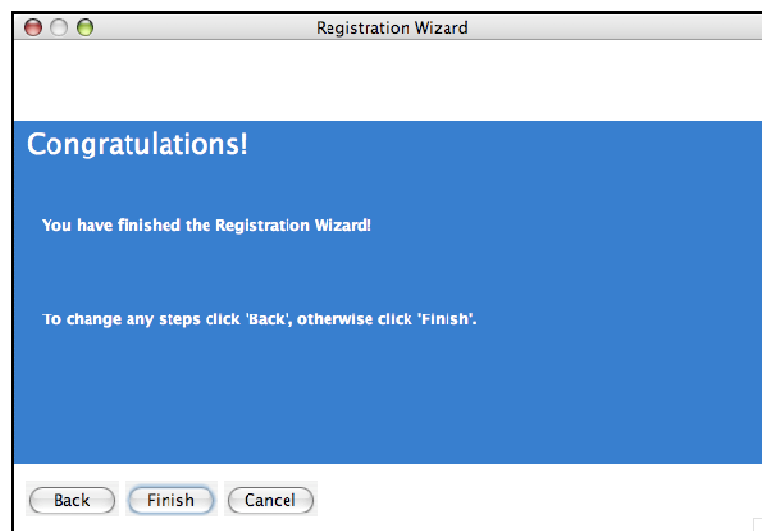 Registration Wizard
Congratulations!
You have finished the Registration Wizard!
To change any steps click 'Back', otherwise click 'Finish'.
Back Finish Cancel